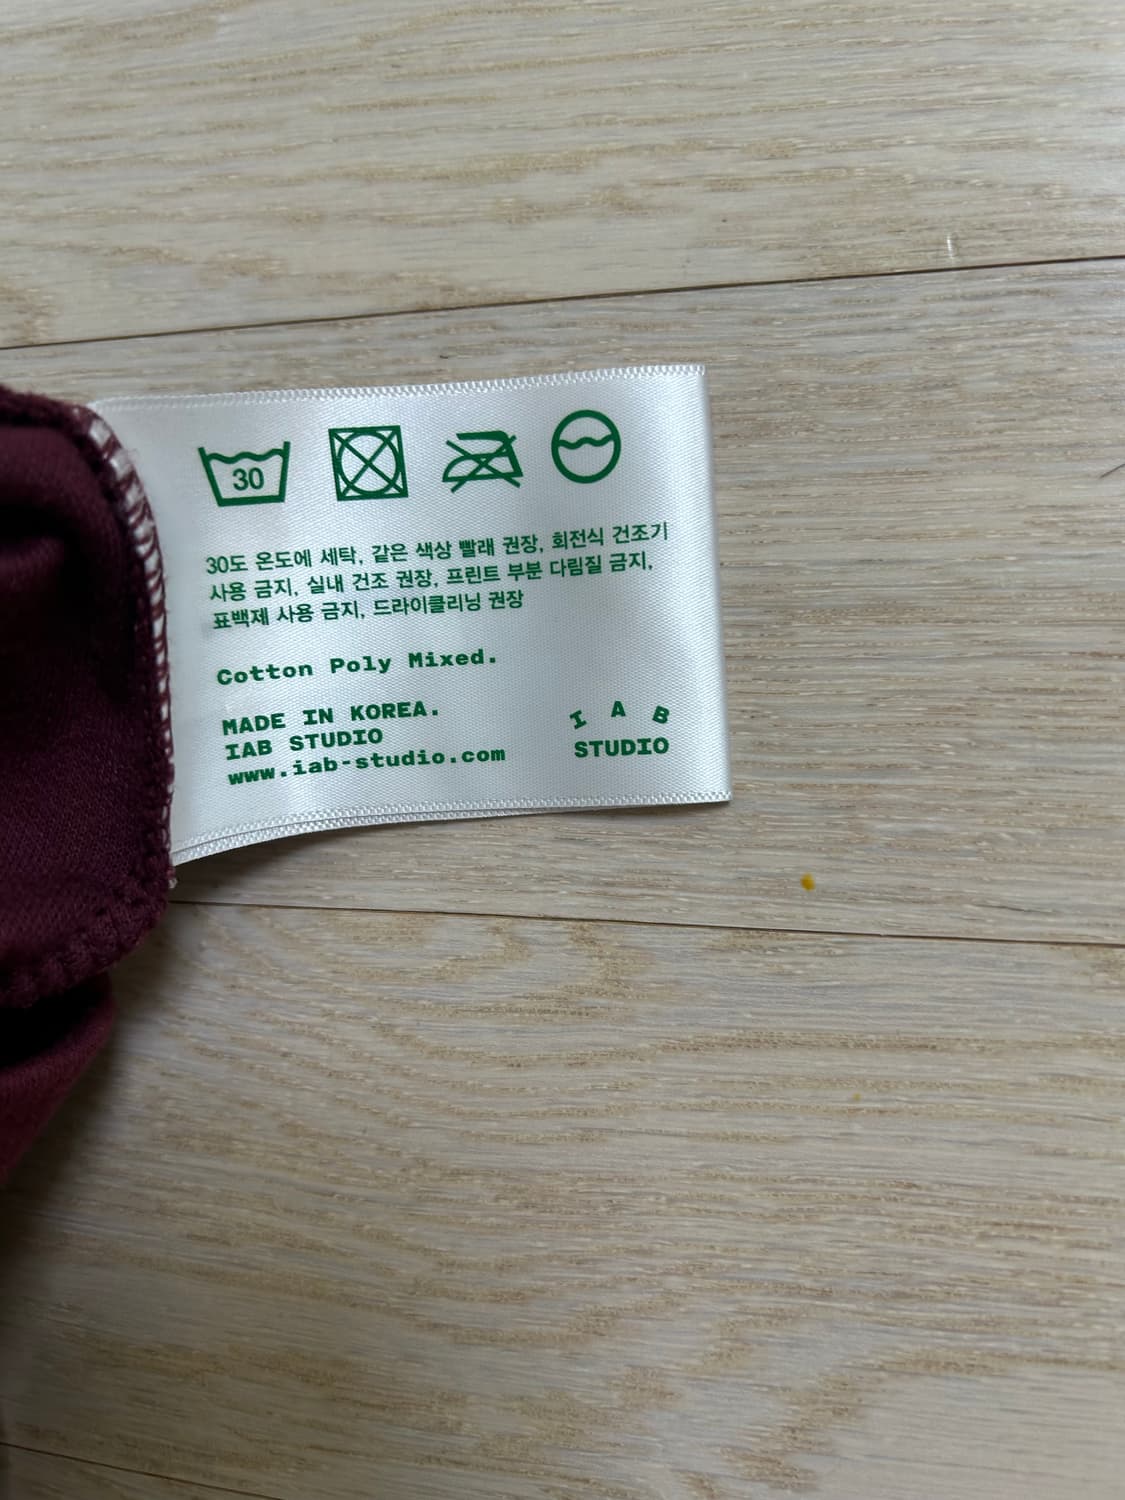 30
30도 온도에 세탁, 같은 색상 빨래 권장, 회전식 건조기
사용 금지, 실내 건조 권장, 프린트 부분 다림질 금지,
표백제 사용 금지, 드라이클리닝 권장
Cotton Poly Mixed.
MADE IN KOREA.
IAB STUDIO
www.iab-studio.com
I A B
STUDIO